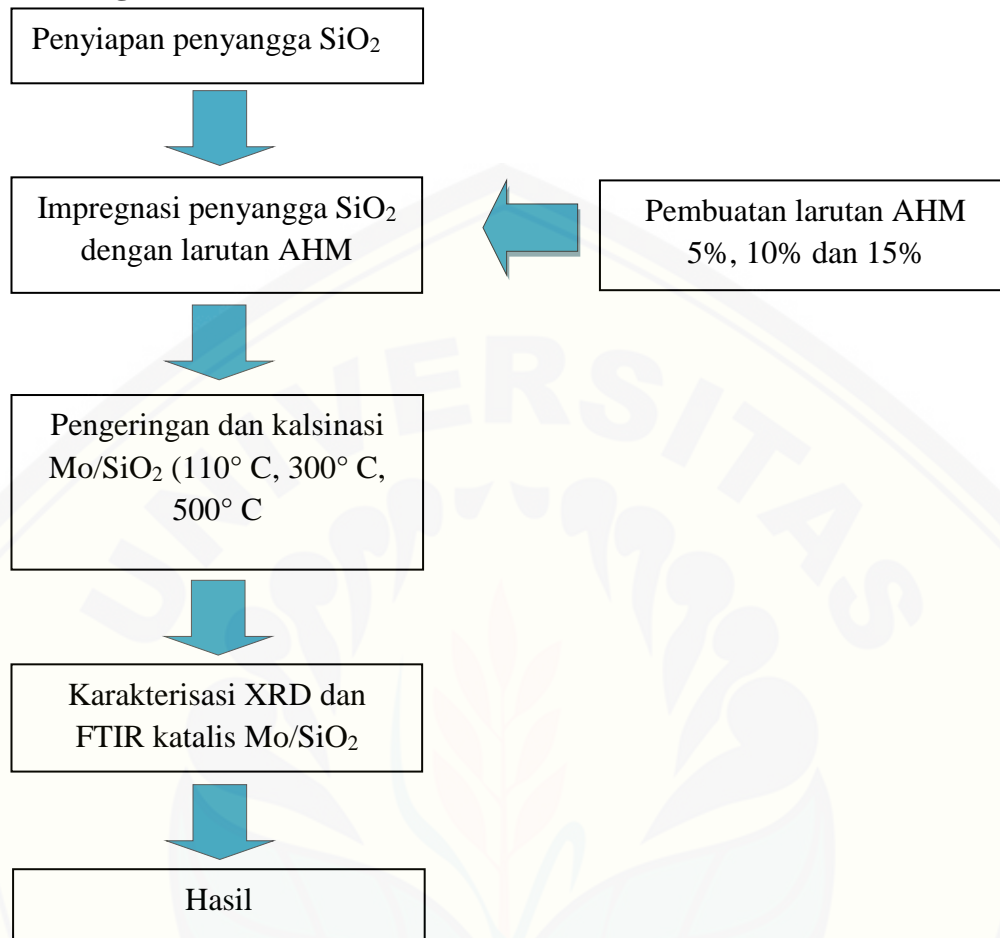 Penyiapan penyangga SiO₂
Impregnasi penyangga SiO₂
dengan larutan AHM
Pembuatan larutan AHM
5%, 10% dan 15%
Pengeringan dan kalsinasi
Mo/SiO₂ (110° C, 300° C,
500° C
Karakterisasi XRD dan
FTIR katalis Mo/SiO₂
Hasil
UNIVERSITAS